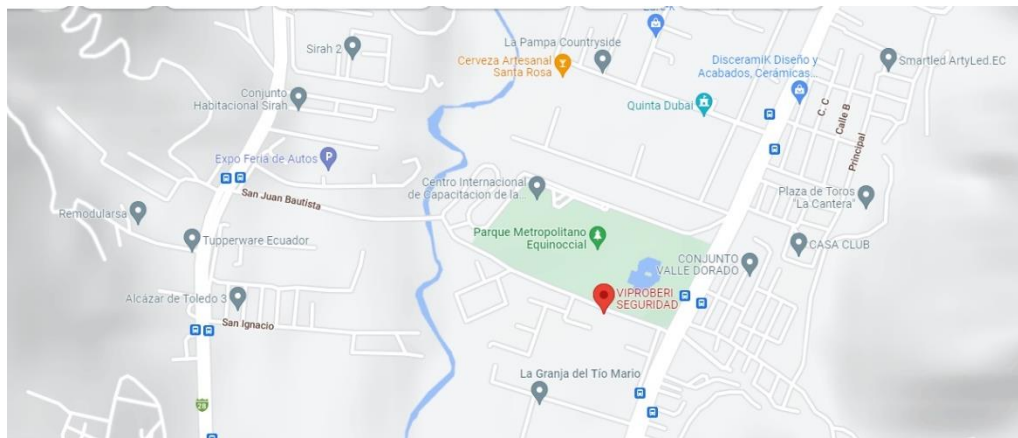 Sirah 2
La Pampa Countryside
Cerveza Artesanal
Santa Rosa
DisceramiK Diseño y
Acabados, Cerámicas...
Smartled ArtyLed.EC
Conjunto
Habitacional Sirah
Quinta Dubai
C. C
Calle B
Principal
Expo Feria de Autos
P
San Juan Bautista
Centro Internacional
de Capacitacion de la...
Plaza de Toros
"La Cantera"
Remodularsa
Tupperware Ecuador
Parque Metropolitano
Equinoccial
CASA CLUB
CONJUNTO
VALLE DORADO
VIPROBERI
SEGURIDAD
Alcázar de Toledo 3
San Ignacio
La Granja del Tío Mario
28